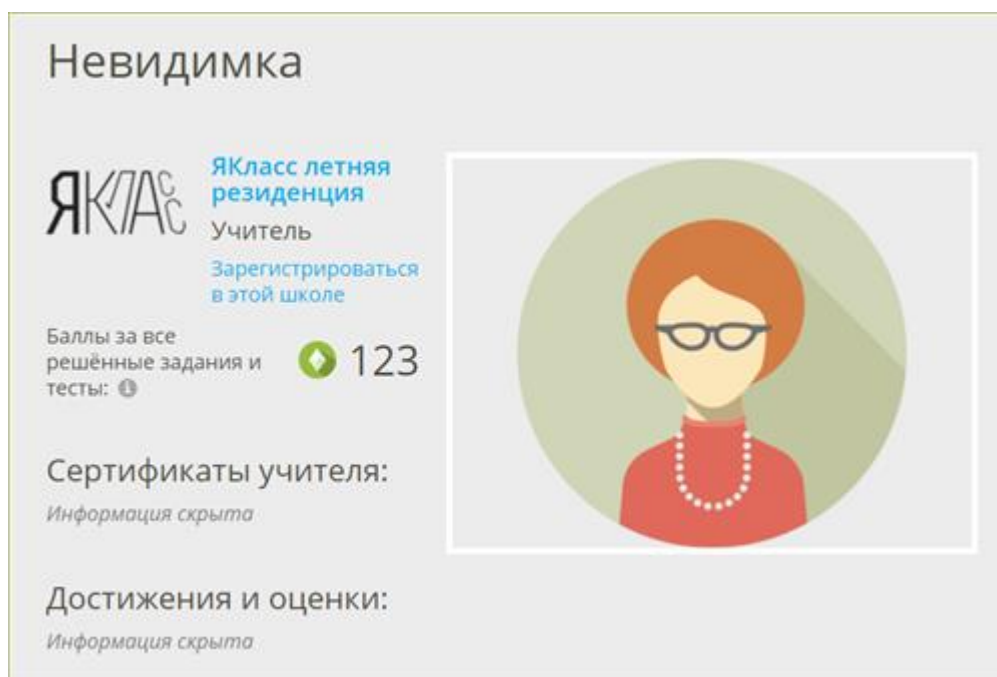 Невидимка
ЯКЛАСС
ЯКласс летняя
резиденция
Учитель
Зарегистрироваться
в этой школе
Баллы за все
решённые задания и
тесты:
123
Сертификаты учителя:
Информация скрыта
Достижения и оценки:
Информация скрыта